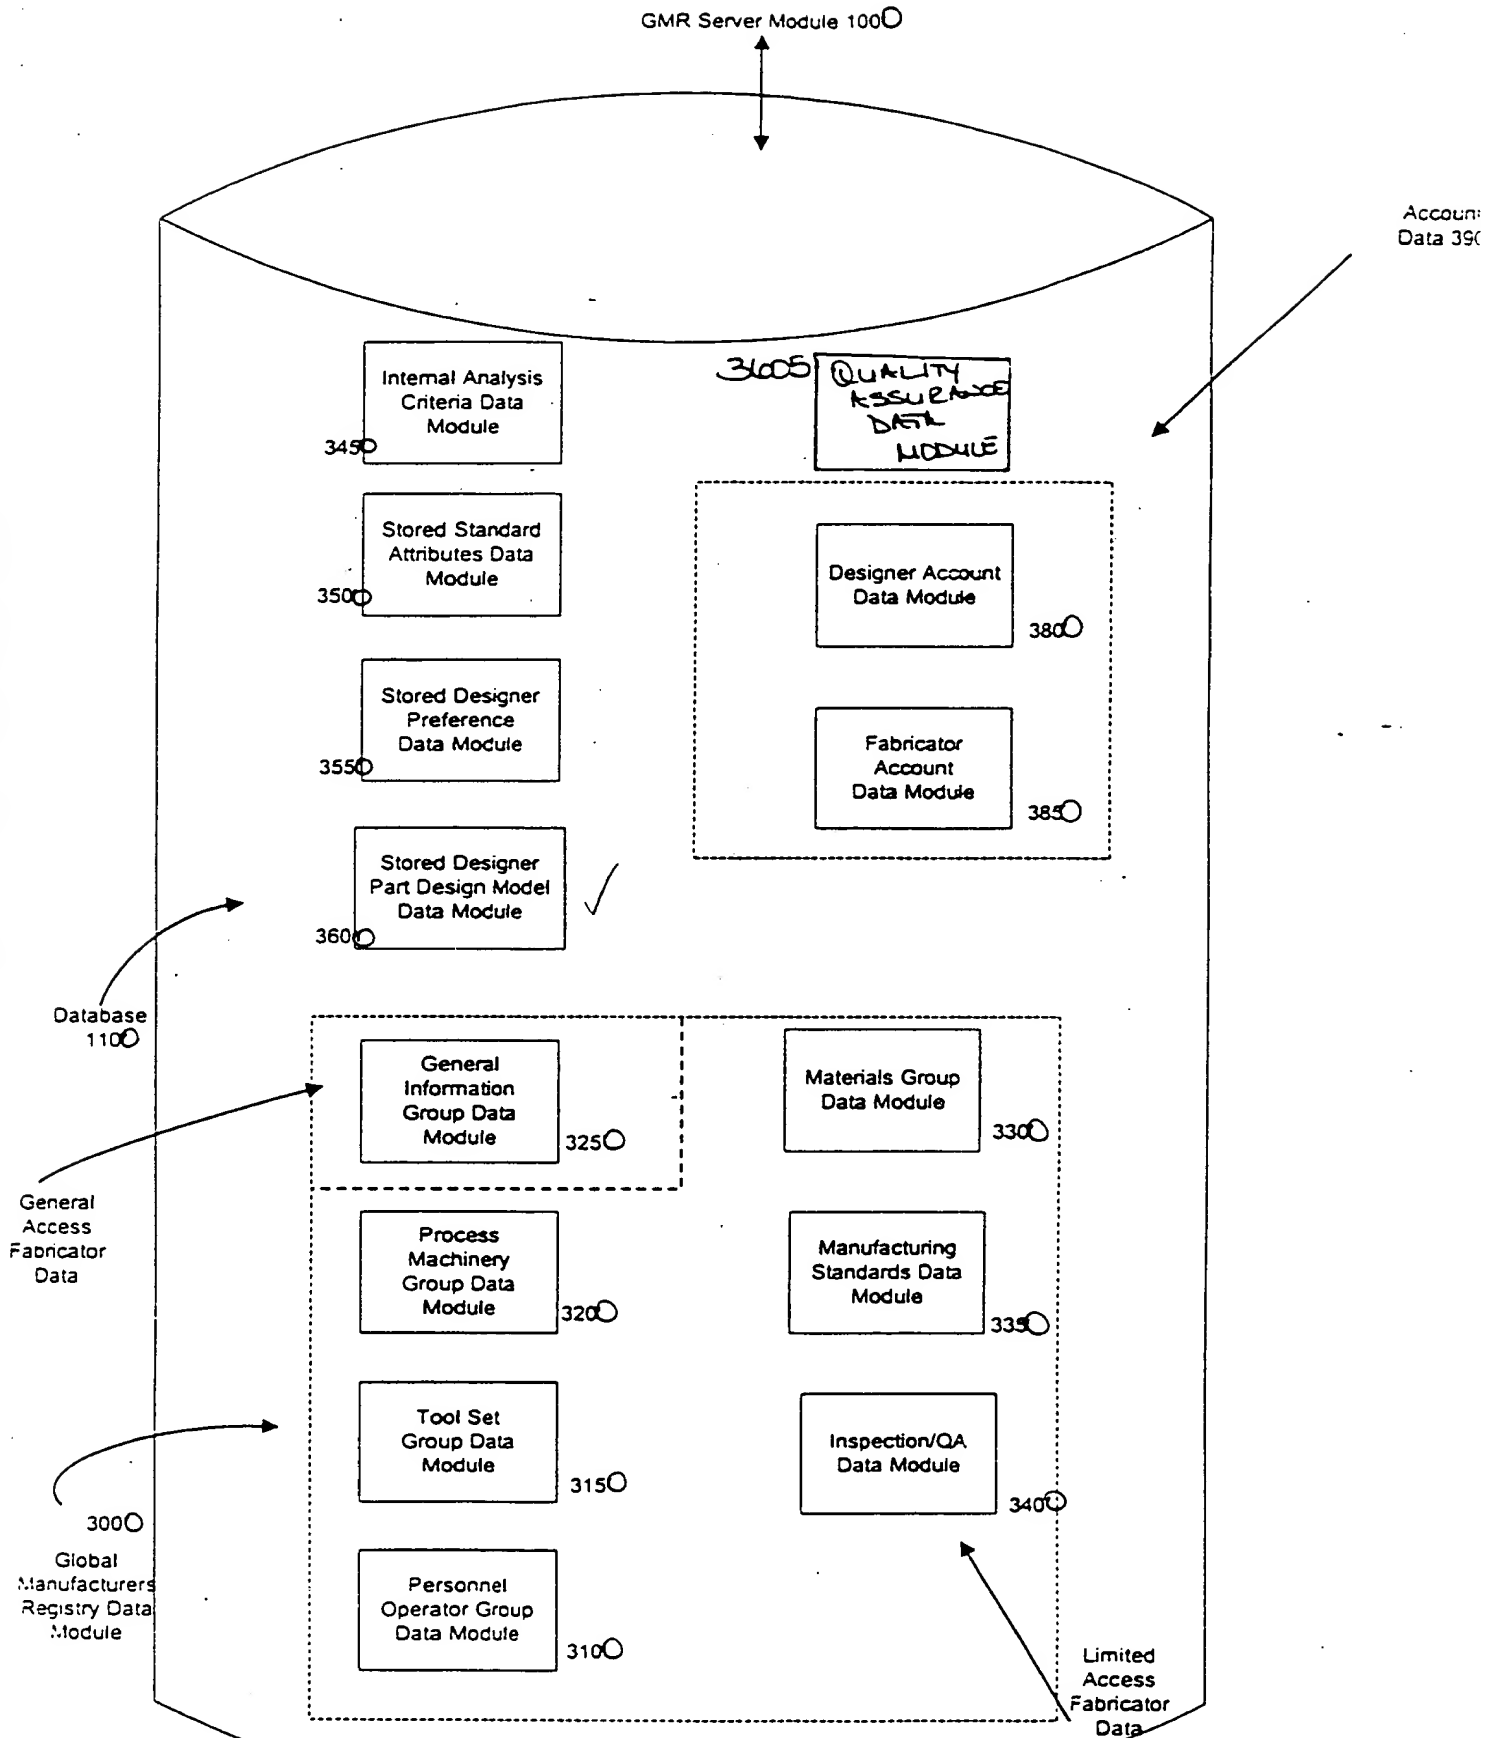 GMR Server Module 1000
Account
Data 390
Internal Analysis
Criteria Data
Module
3450
3605
QUALITY
ASSURANCE
DATA
MODULE
Stored Standard
Attributes Data
Module
3500
Designer Account
Data Module
3800
Stored Designer
Preference
Data Module
3550
Fabricator
Account
Data Module
3850
Stored Designer
Part Design Model
Data Module
3600
Database
1100
General
Information
Group Data
Module
3250
Materials Group
Data Module
3300
General
Access
Fabricator
Data
Process
Machinery
Group Data
Module
3200
Manufacturing
Standards Data
Module
3350
Tool Set
Group Data
Module
3150
Inspection/QA
Data Module
3400
3000
Global
Manufacturers
Registry Data
Module
Personnel
Operator Group
Data Module
3100
Limited
Access
Fabricator
Data